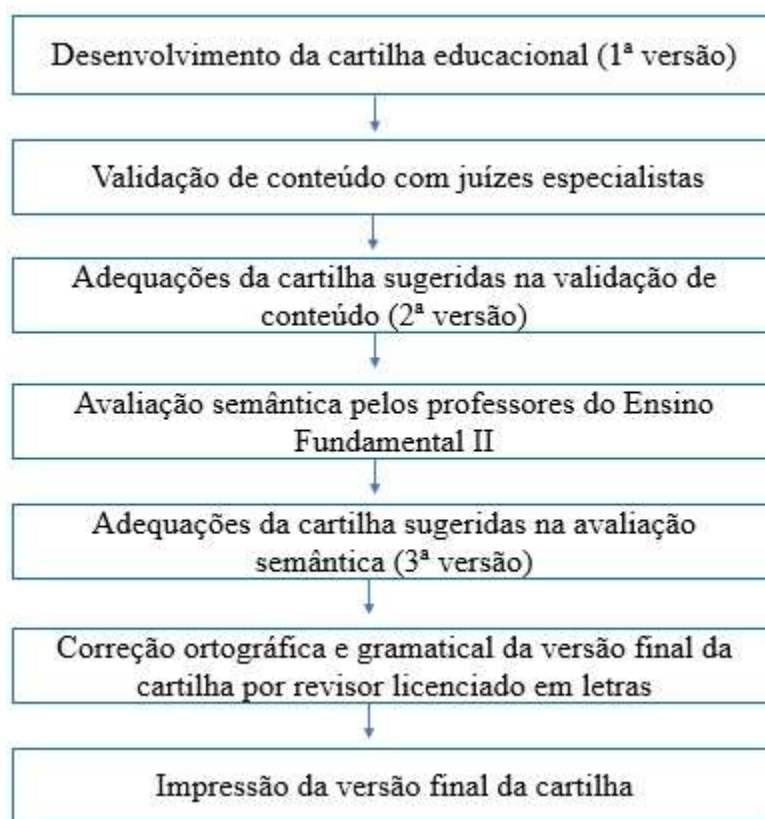 Desenvolvimento da cartilha educacional (1ª versão)
Validação de conteúdo com juízes especialistas
Adequações da cartilha sugeridas na validação de
conteúdo (2ª versão)
Avaliação semântica pelos professores do Ensino
Fundamental II
Adequações da cartilha sugeridas na avaliação
semântica (3ª versão)
Correção ortográfica e gramatical da versão final da
cartilha por revisor licenciado em letras
Impressão da versão final da cartilha